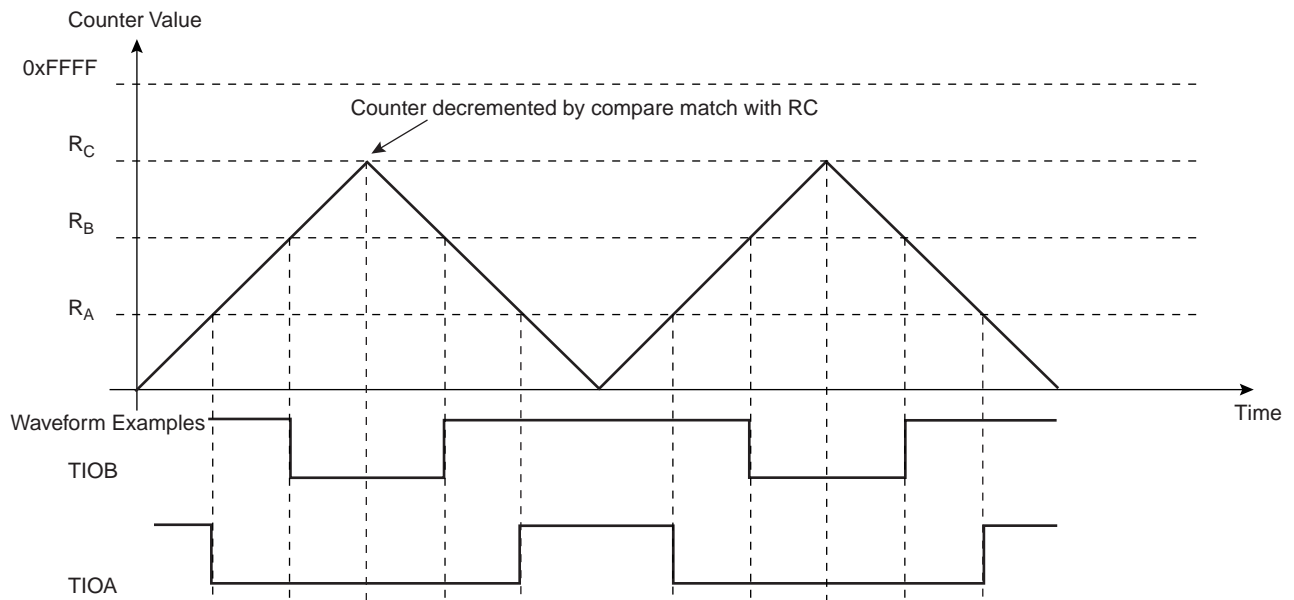 Counter Value
0xFFFF
Counter decremented by compare match with RC
RC
RB
RA
Time
Waveform Examples
TIOB
TIOA